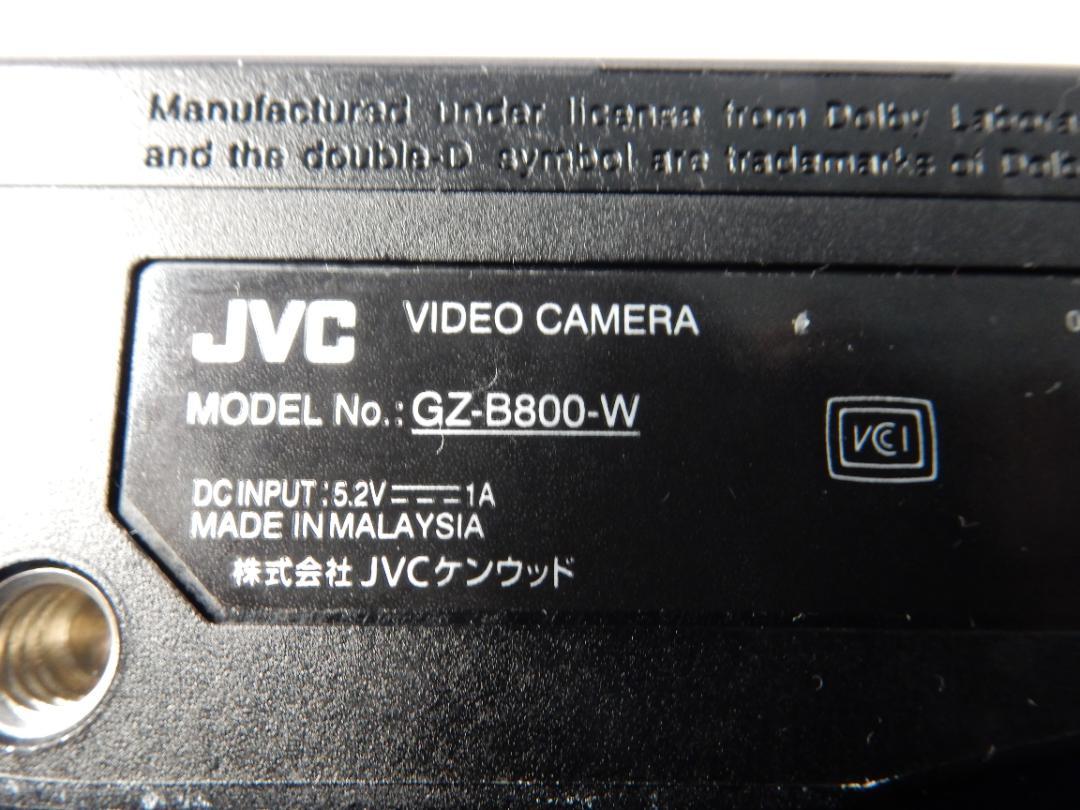 Manufactured under license from Dolby
and the double-D symbol are trademarks of
JVC VIDEO CAMERA
MODEL No.: GZ-B800-W
VCCI
DC INPUT : 5.2V⎓1A
MADE IN MALAYSIA
株式会社 JVCケンウッド